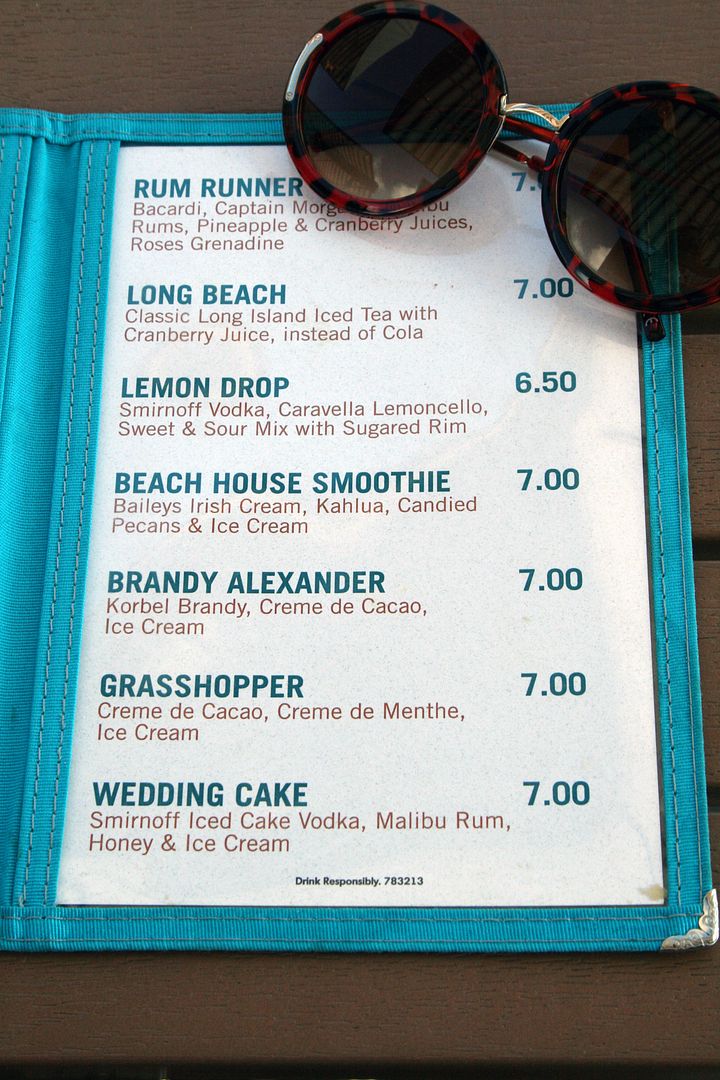 RUM RUNNER 7.
Bacardi, Captain
Rums, Pineapple & Cranberry Juices,
Roses Grenadine
LONG BEACH 7.00
Classic Long Island Iced Tea with
Cranberry Juice, instead of Cola
LEMON DROP 6.50
Smirnoff Vodka, Caravella Lemoncello,
Sweet & Sour Mix with Sugared Rim
BEACH HOUSE SMOOTHIE 7.00
Baileys Irish Cream, Kahlua, Candied
Pecans & Ice Cream
BRANDY ALEXANDER 7.00
Korbel Brandy, Creme de Cacao,
Ice Cream
GRASSHOPPER 7.00
Creme de Cacao, Creme de Menthe,
Ice Cream
WEDDING CAKE 7.00
Smirnoff Iced Cake Vodka, Malibu Rum,
Honey & Ice Cream
Drink Responsibly. 783213